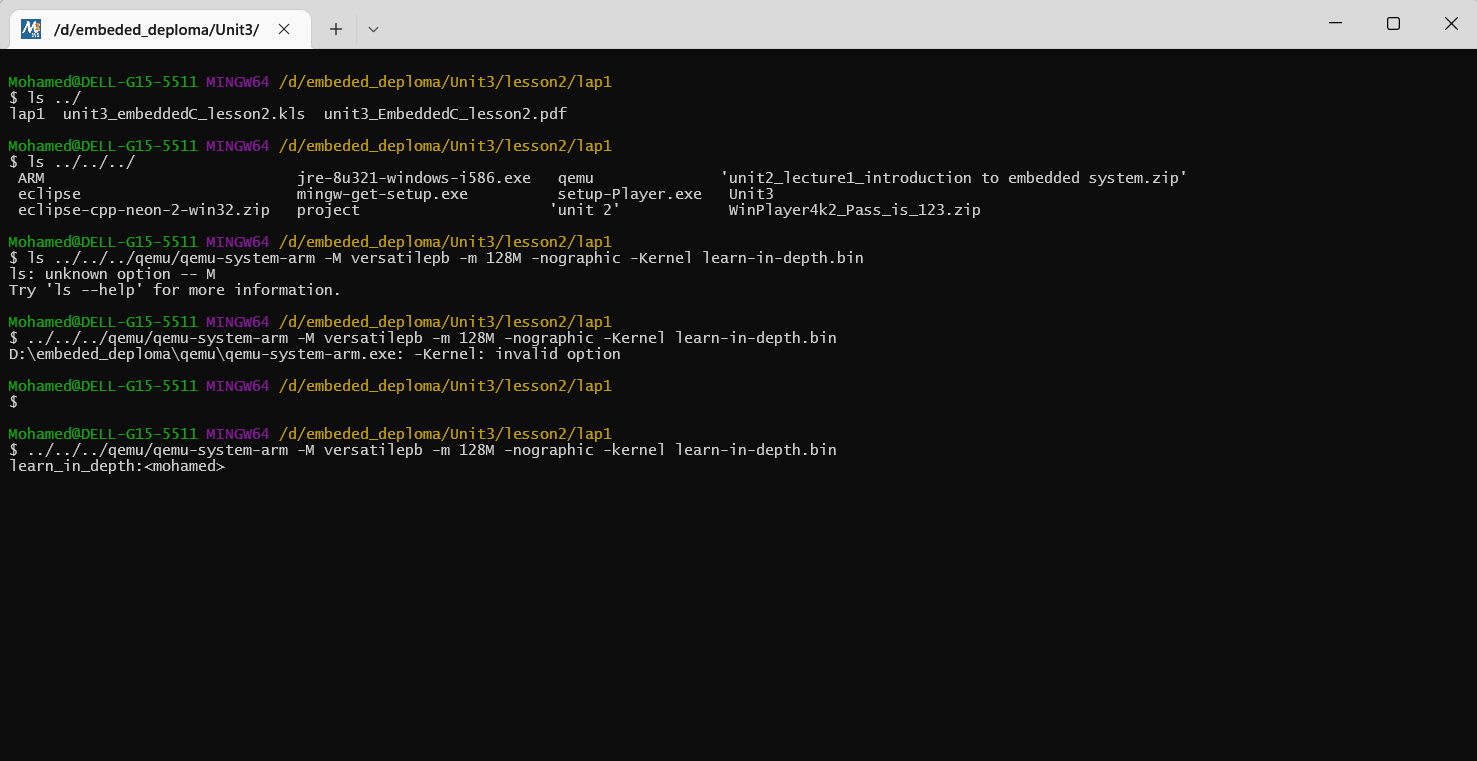 /d/embeded_deploma/Unit3/
Mohamed@DELL-G15-5511 MINGW64 /d/embeded_deploma/Unit3/lesson2/lap1
$ ls ../
lap1  unit3_embeddedC_lesson2.kls  unit3_EmbeddedC_lesson2.pdf
Mohamed@DELL-G15-5511 MINGW64 /d/embeded_deploma/Unit3/lesson2/lap1
$ ls ../../../
ARM  jre-8u321-windows-i586.exe  qemu  'unit2_lecture1_introduction to embedded system.zip'
eclipse  mingw-get-setup.exe  setup-Player.exe  Unit3
eclipse-cpp-neon-2-win32.zip  project  'unit 2'  WinPlayer4k2_Pass_is_123.zip
Mohamed@DELL-G15-5511 MINGW64 /d/embeded_deploma/Unit3/lesson2/lap1
$ ls ../../../qemu/qemu-system-arm -M versatilepb -m 128M -nographic -Kernel learn-in-depth.bin
ls: unknown option -- M
Try 'ls --help' for more information.
Mohamed@DELL-G15-5511 MINGW64 /d/embeded_deploma/Unit3/lesson2/lap1
$ ../../../qemu/qemu-system-arm -M versatilepb -m 128M -nographic -Kernel learn-in-depth.bin
D:\embeded_deploma\qemu\qemu-system-arm.exe: -Kernel: invalid option
Mohamed@DELL-G15-5511 MINGW64 /d/embeded_deploma/Unit3/lesson2/lap1
$
Mohamed@DELL-G15-5511 MINGW64 /d/embeded_deploma/Unit3/lesson2/lap1
$ ../../../qemu/qemu-system-arm -M versatilepb -m 128M -nographic -kernel learn-in-depth.bin
learn_in_depth:<mohamed>